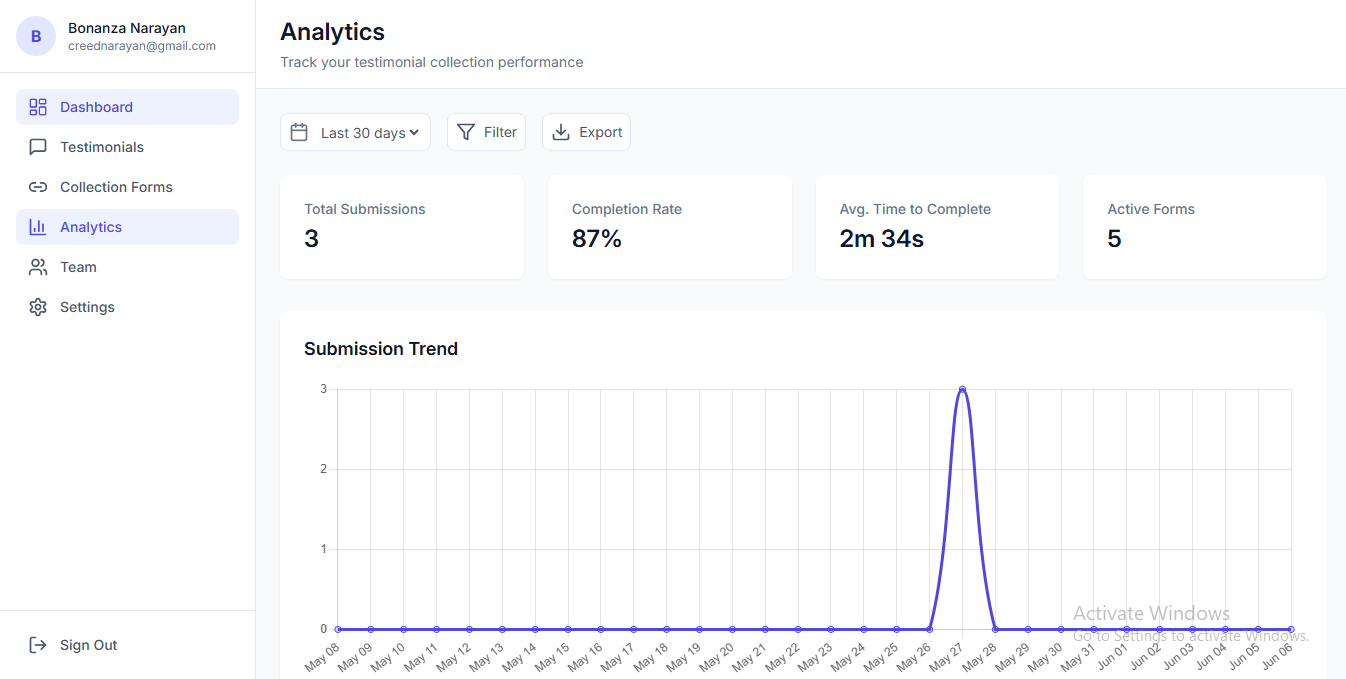 B
Bonanza Narayan
creednarayan@gmail.com
Dashboard
Testimonials
Collection Forms
Analytics
Team
Settings
Sign Out
Analytics
Track your testimonial collection performance
Last 30 days
Filter
Export
Total Submissions
3
Completion Rate
87%
Avg. Time to Complete
2m 34s
Active Forms
5
Submission Trend
3
2
1
0
May 08
May 09
May 10
May 11
May 12
May 13
May 14
May 15
May 16
May 17
May 18
May 19
May 20
May 21
May 22
May 23
May 24
May 25
May 26
May 27
May 28
May 29
May 30
May 31
Jun 01
Jun 02
Jun 03
Jun 04
Jun 05
Jun 06
Activate Windows
Go to Settings to activate Windows.